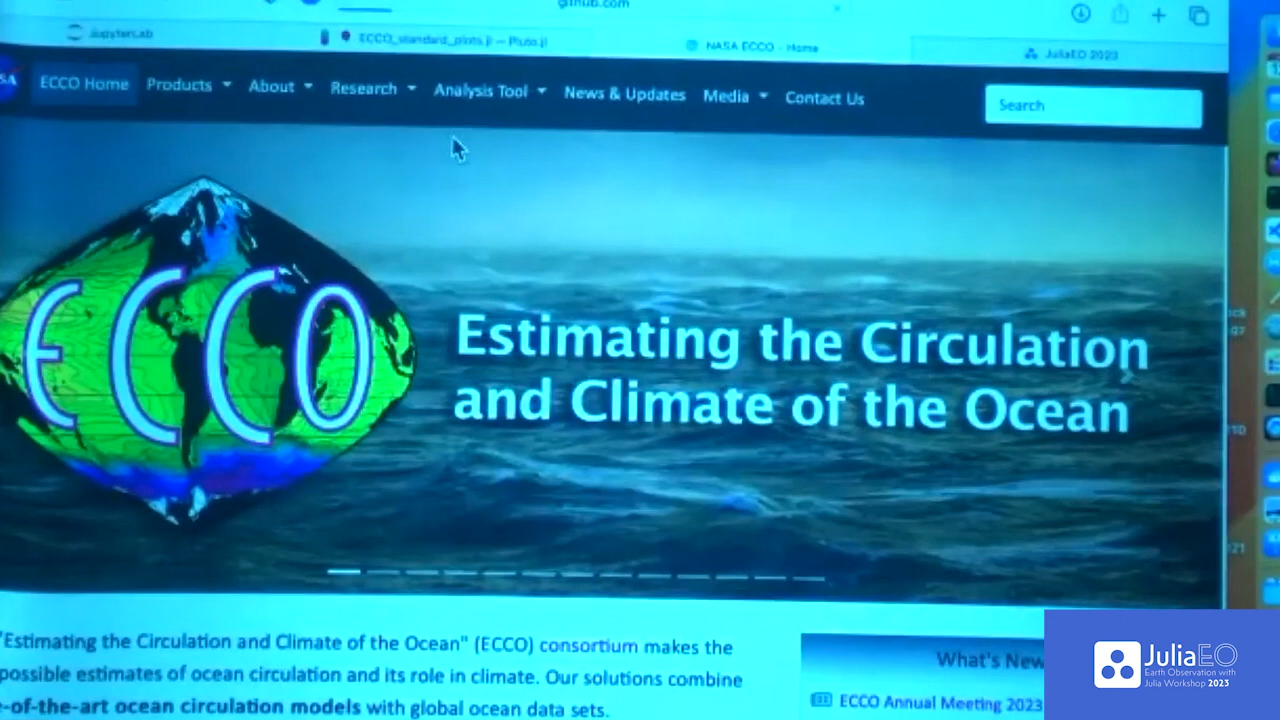 github.com
JupyterLab
ECCO_standard_plots.jl — Pluto.jl
NASA ECCO - Home
JuliaEO 2023
SA
ECCO Home
Products
About
Research
Analysis Tool
News & Updates
Media
Contact Us
Search
ECCO
Estimating the Circulation
and Climate of the Ocean
"Estimating the Circulation and Climate of the Ocean" (ECCO) consortium makes the
possible estimates of ocean circulation and its role in climate. Our solutions combine
-of-the-art ocean circulation models with global ocean data sets.
What's New
ECCO Annual Meeting 2023
JuliaEO
Earth Observation with
Julia Workshop 2023